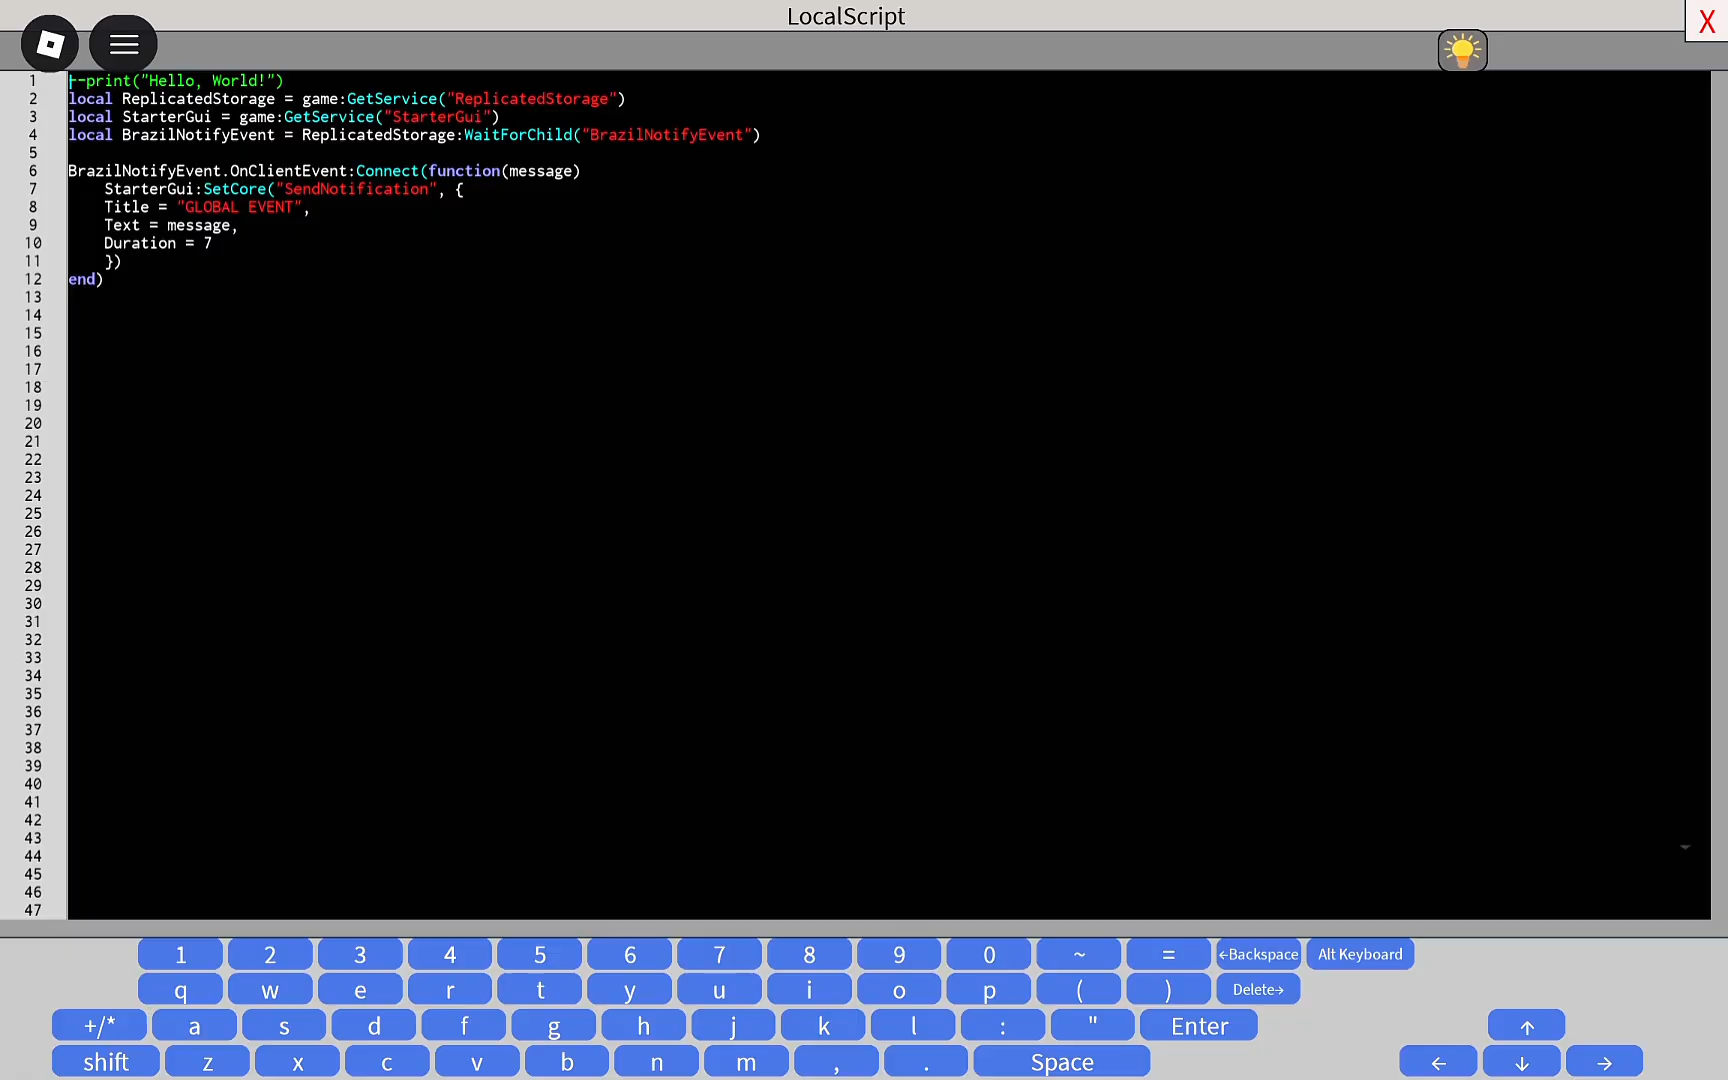 LocalScript
X
1 --print("Hello, World!")
2 local ReplicatedStorage = game:GetService("ReplicatedStorage")
3 local StarterGui = game:GetService("StarterGui")
4 local BrazilNotifyEvent = ReplicatedStorage:WaitForChild("BrazilNotifyEvent")
5
6 BrazilNotifyEvent.OnClientEvent:Connect(function(message)
7 StarterGui:SetCore("SendNotification", {
8 Title = "GLOBAL EVENT",
9 Text = message,
10 Duration = 7
11 })
12 end)
13
14
15
16
17
18
19
20
21
22
23
24
25
26
27
28
29
30
31
32
33
34
35
36
37
38
39
40
41
42
43
44
45
46
47
1 2 3 4 5 6 7 8 9 0 ~ = ←Backspace Alt Keyboard
q w e r t y u i o p ( ) Delete→
+/* a s d f g h j k l : " Enter ↑
shift z x c v b n m , . Space ← ↓ →